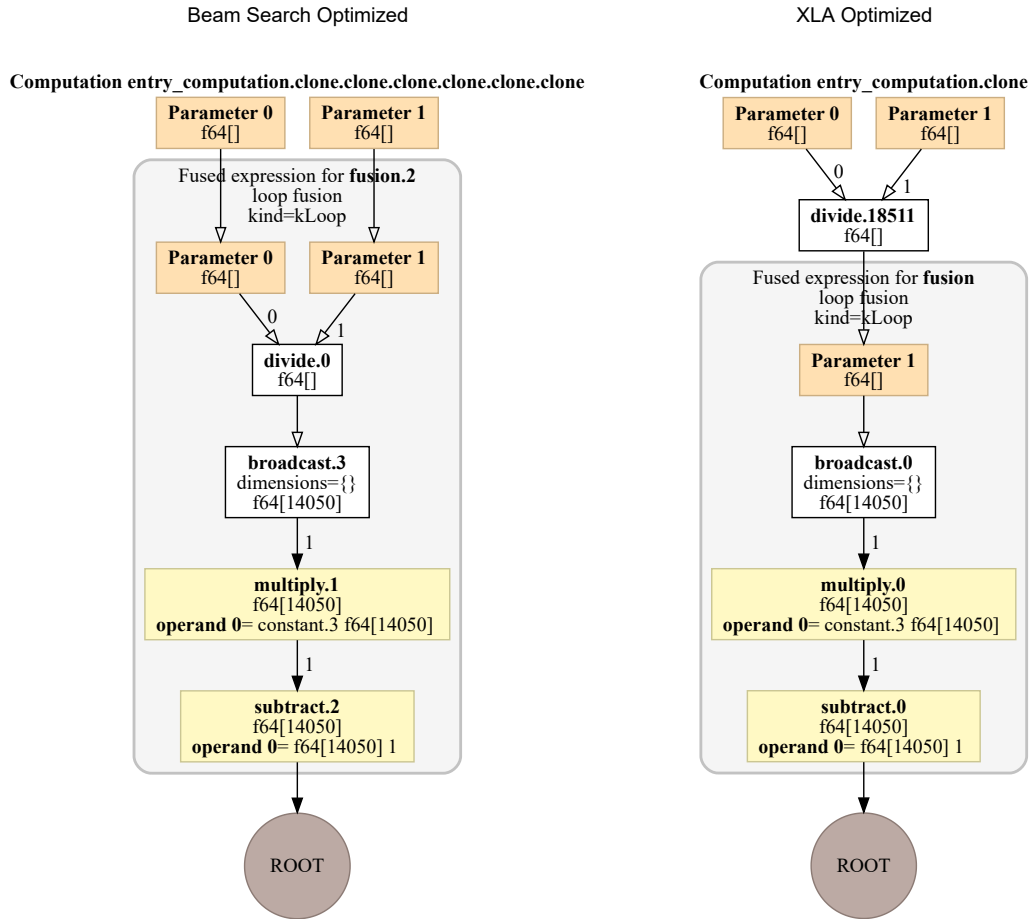 Beam Search Optimized
Computation entry_computation.clone.clone.clone.clone.clone.clone
Parameter 0
f64[]
Parameter 1
f64[]
Fused expression for fusion.2
loop fusion
kind=kLoop
Parameter 0
f64[]
Parameter 1
f64[]
0
1
divide.0
f64[]
broadcast.3
dimensions={}
f64[14050]
1
multiply.1
f64[14050]
operand 0= constant.3 f64[14050]
1
subtract.2
f64[14050]
operand 0= f64[14050] 1
ROOT
XLA Optimized
Computation entry_computation.clone
Parameter 0
f64[]
Parameter 1
f64[]
0
1
divide.18511
f64[]
Fused expression for fusion
loop fusion
kind=kLoop
Parameter 1
f64[]
broadcast.0
dimensions={}
f64[14050]
1
multiply.0
f64[14050]
operand 0= constant.3 f64[14050]
1
subtract.0
f64[14050]
operand 0= f64[14050] 1
ROOT